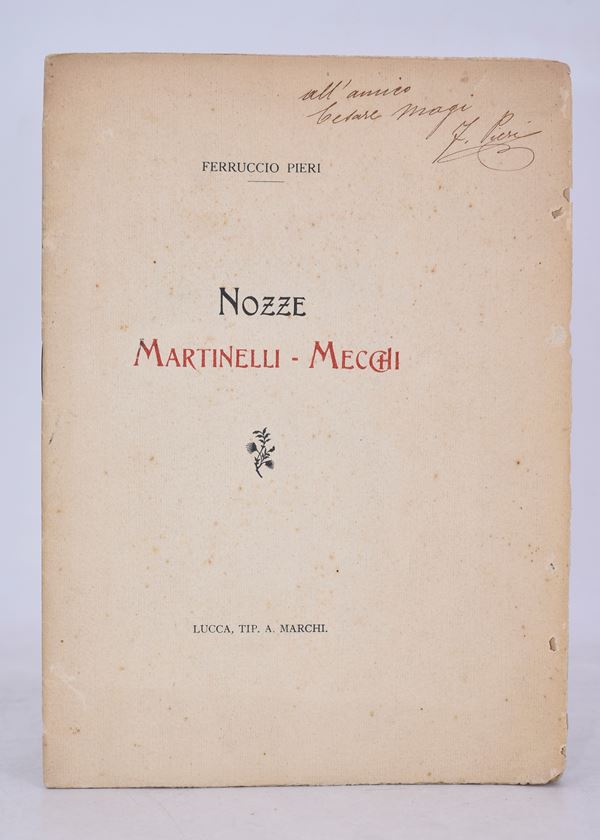 all'amico
Cesare Magi
F. Pieri
FERRUCCIO PIERI
NOZZE
MARTINELLI - MECCHI
LUCCA, TIP. A. MARCHI.